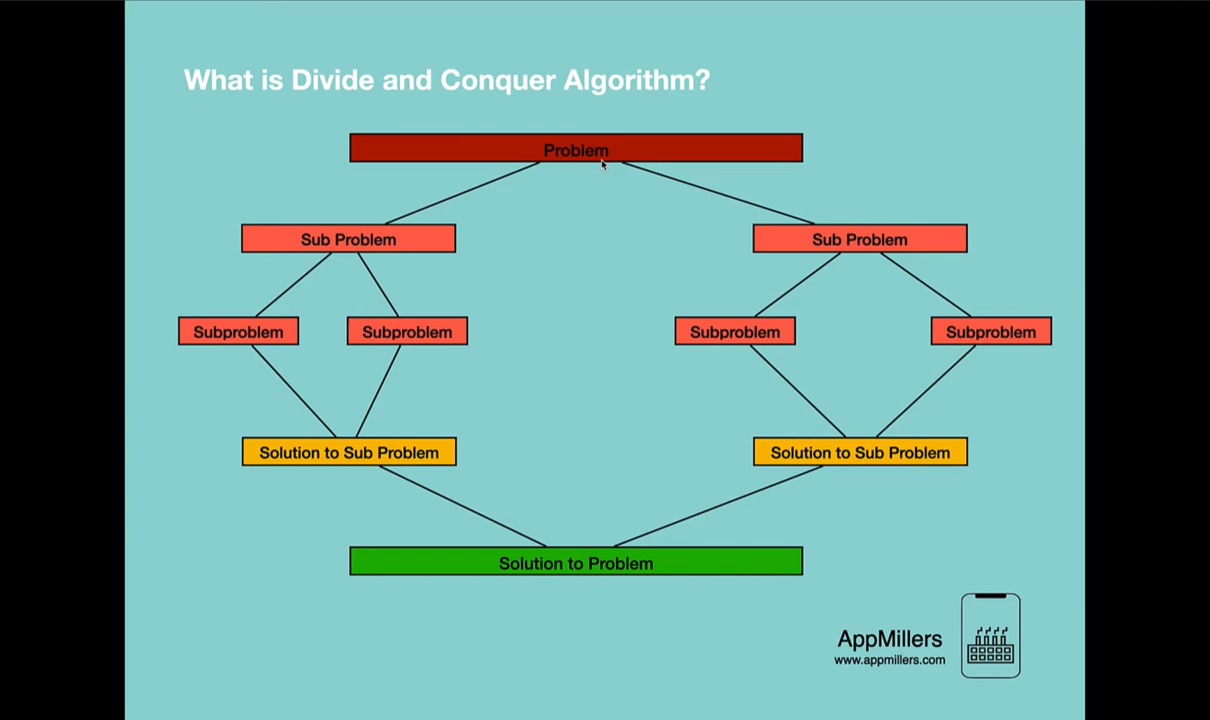 What is Divide and Conquer Algorithm?
Problem
Sub Problem
Sub Problem
Subproblem
Subproblem
Subproblem
Subproblem
Solution to Sub Problem
Solution to Sub Problem
Solution to Problem
AppMillers
www.appmillers.com